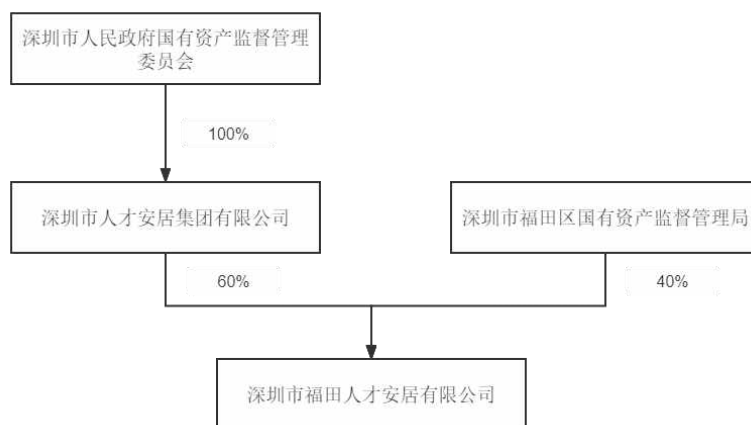 深圳市人民政府国有资产监督管理
委员会
100%
深圳市人才安居集团有限公司
深圳市福田区国有资产监督管理局
60%
40%
深圳市福田人才安居有限公司